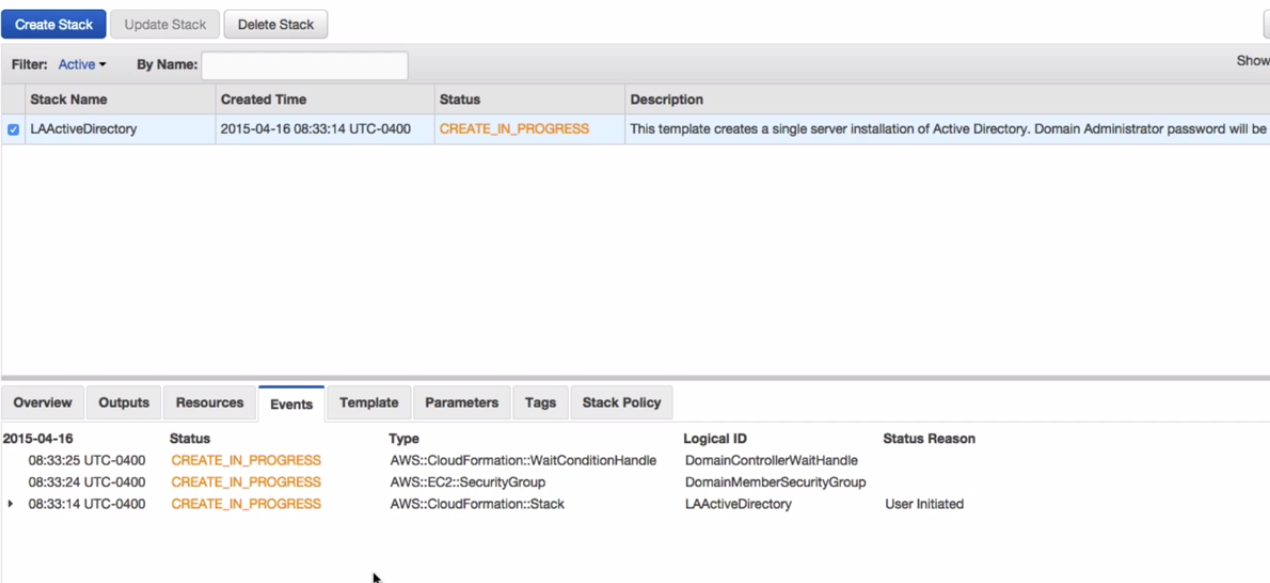 Create Stack Update Stack Delete Stack
Filter: Active By Name: Show
Stack Name Created Time Status Description
LAActiveDirectory 2015-04-16 08:33:14 UTC-0400 CREATE_IN_PROGRESS This template creates a single server installation of Active Directory. Domain Administrator password will be
Overview Outputs Resources Events Template Parameters Tags Stack Policy
2015-04-16 Status Type Logical ID Status Reason
08:33:25 UTC-0400 CREATE_IN_PROGRESS AWS::CloudFormation::WaitConditionHandle DomainControllerWaitHandle
08:33:24 UTC-0400 CREATE_IN_PROGRESS AWS::EC2::SecurityGroup DomainMemberSecurityGroup
08:33:14 UTC-0400 CREATE_IN_PROGRESS AWS::CloudFormation::Stack LAActiveDirectory User Initiated